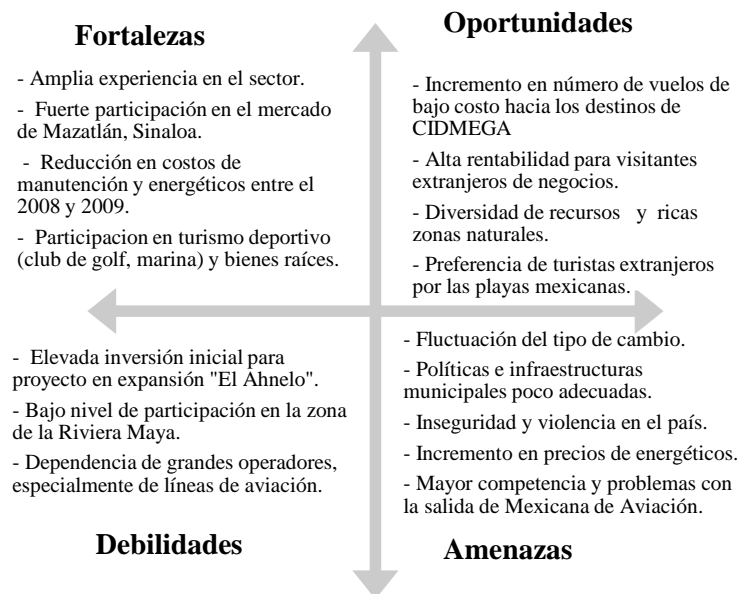 Fortalezas
- Amplia experiencia en el sector.
- Fuerte participación en el mercado
de Mazatlán, Sinaloa.
- Reducción en costos de
manutención y energéticos entre el
2008 y 2009.
- Participacion en turismo deportivo
(club de golf, marina) y bienes raíces.
Oportunidades
- Incremento en número de vuelos de
bajo costo hacia los destinos de
CIDMEGA
- Alta rentabilidad para visitantes
extranjeros de negocios.
- Diversidad de recursos y ricas
zonas naturales.
- Preferencia de turistas extranjeros
por las playas mexicanas.
- Elevada inversión inicial para
proyecto en expansión "El Ahnelo".
- Bajo nivel de participación en la zona
de la Riviera Maya.
- Dependencia de grandes operadores,
especialmente de líneas de aviación.
Debilidades
- Fluctuación del tipo de cambio.
- Políticas e infraestructuras
municipales poco adecuadas.
- Inseguridad y violencia en el país.
- Incremento en precios de energéticos.
- Mayor competencia y problemas con
la salida de Mexicana de Aviación.
Amenazas